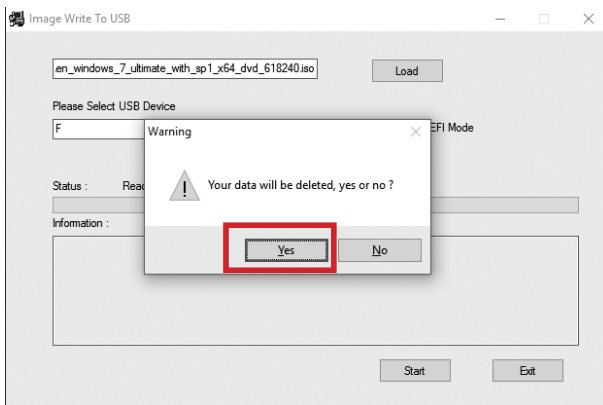 Image Write To USB
.en_windows_7_ultimate_with_sp1_x64_dvd_618240.iso
Load
Please Select USB Device
F
EFI Mode
Warning
Your data will be deleted, yes or no ?
Status :
Read
Information :
Yes
No
Start
Exit